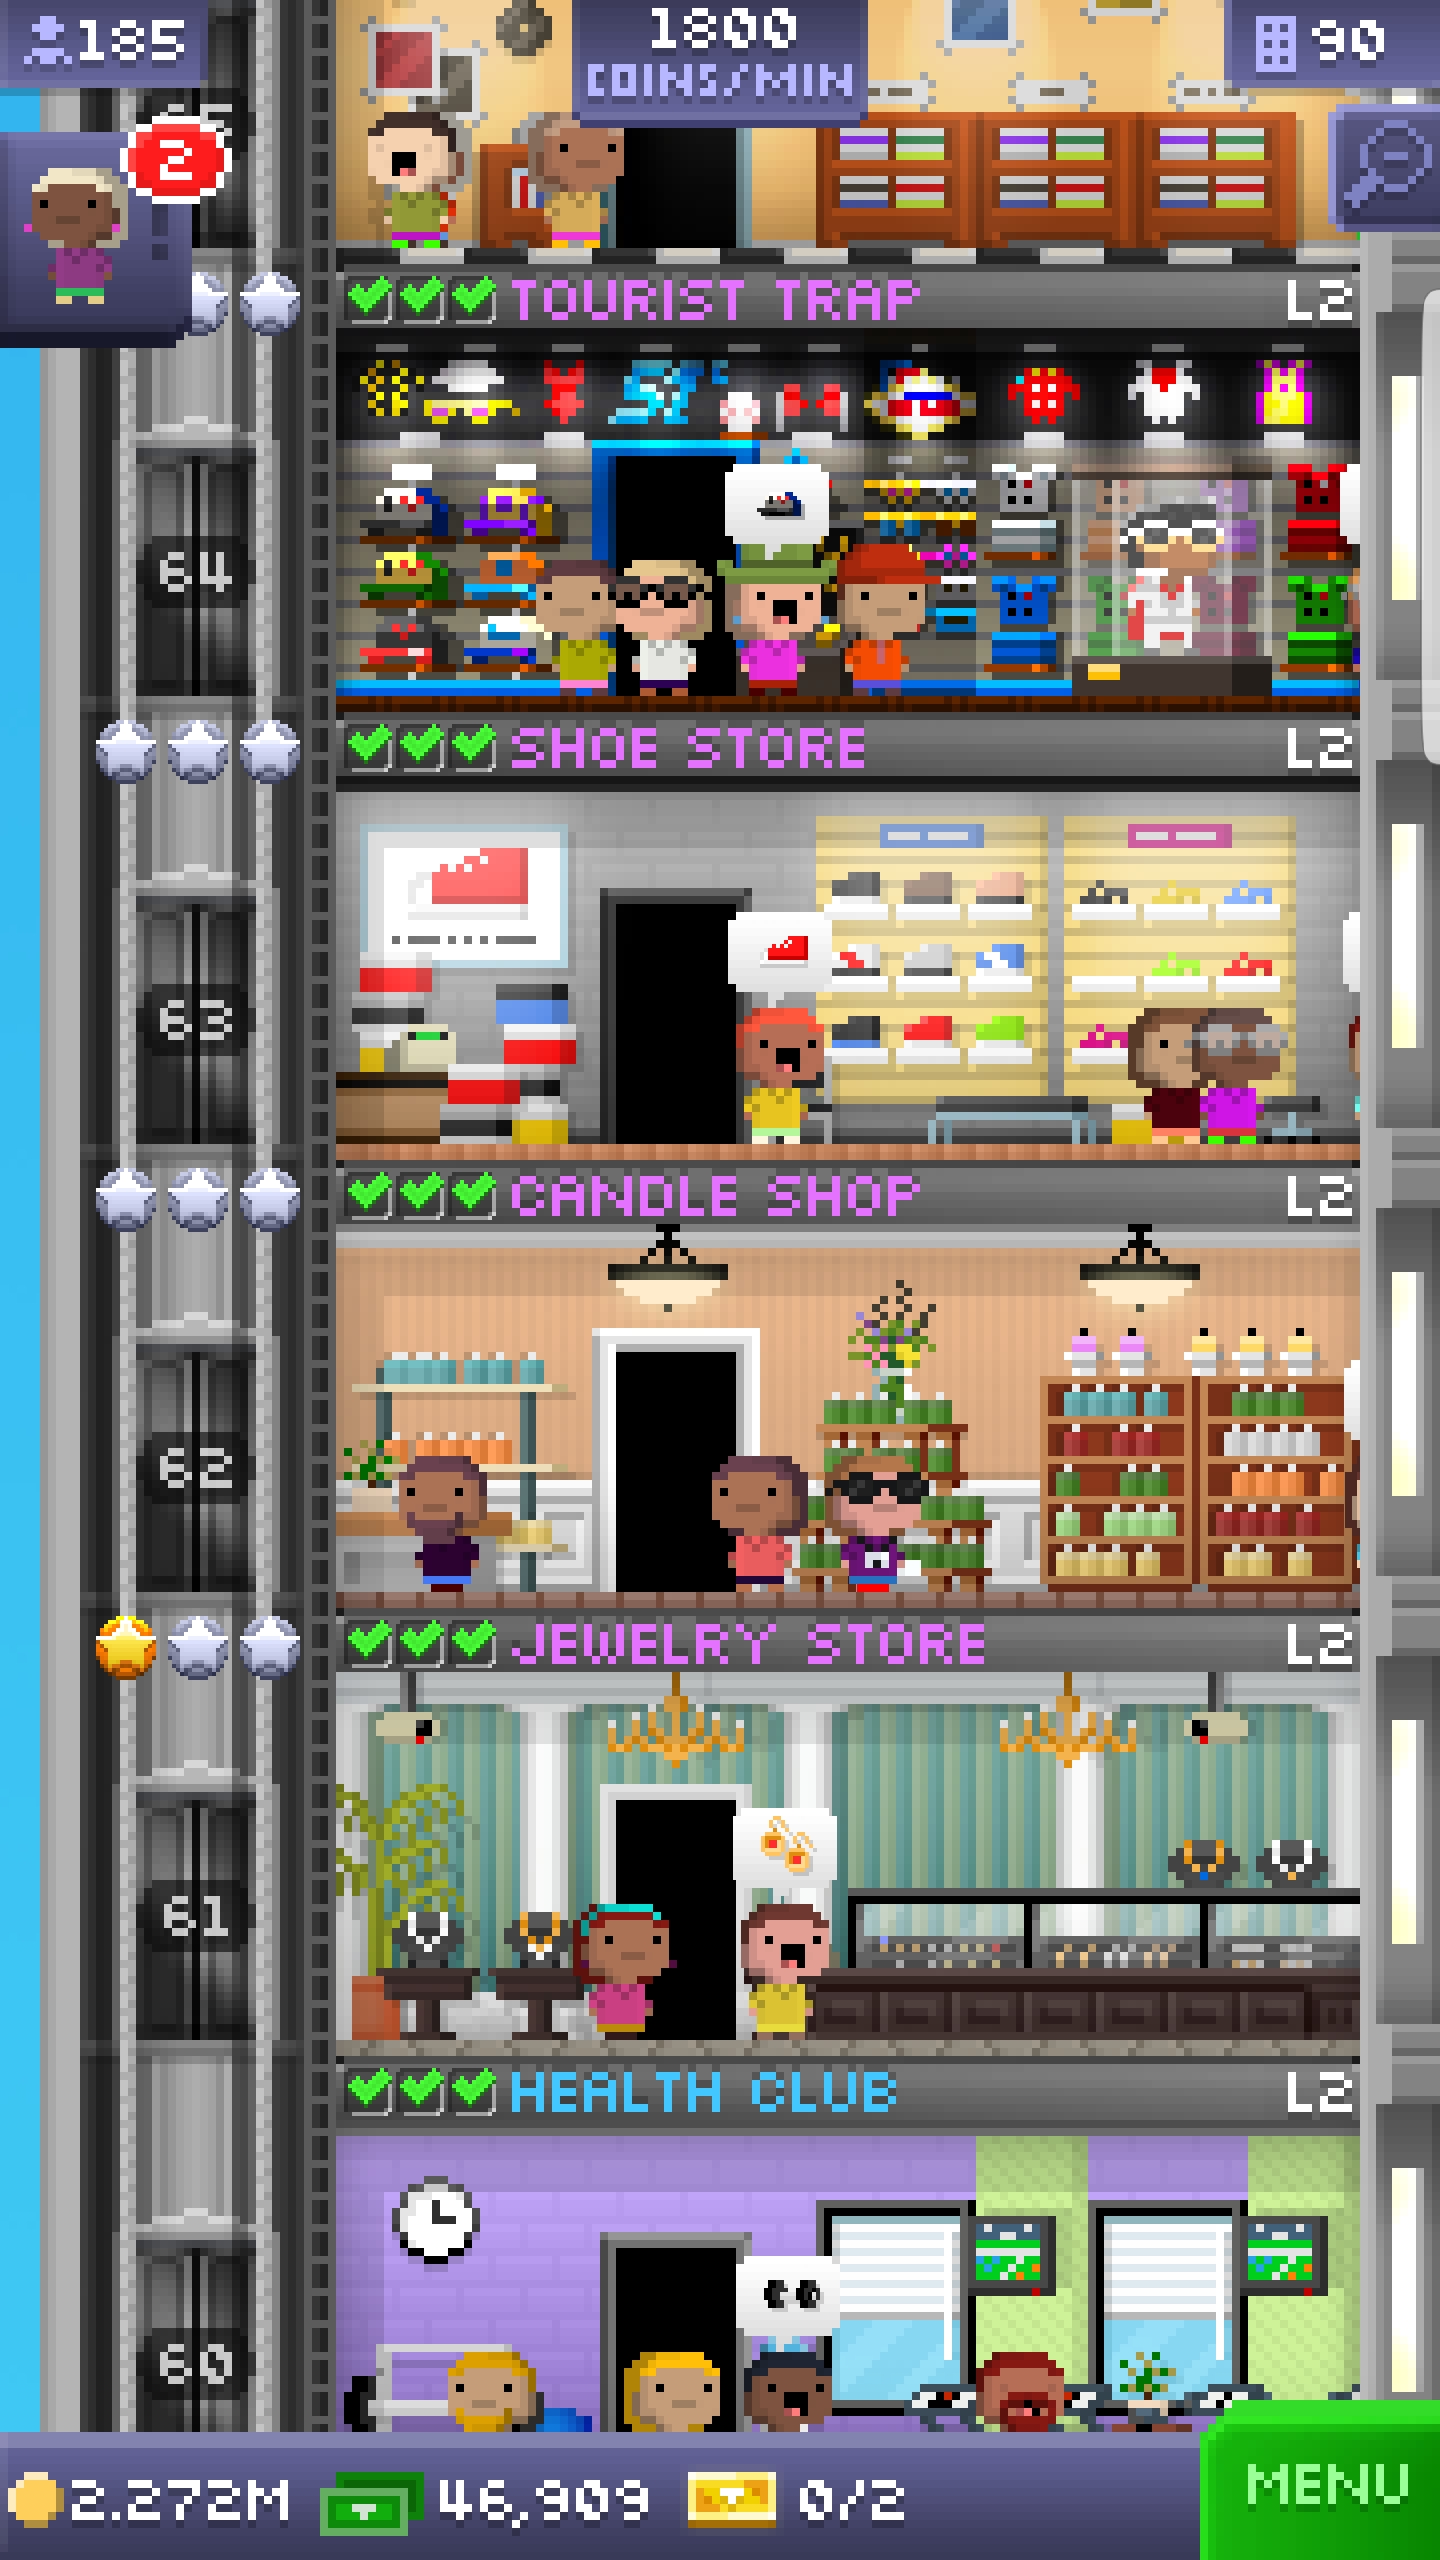 185
1800
COINS/MIN
90
2
TOURIST TRAP L2
64
SHOE STORE L2
63
CANDLE SHOP L2
62
JEWELRY STORE L2
61
HEALTH CLUB L2
60
2.272M 46,909 0/2
MENU